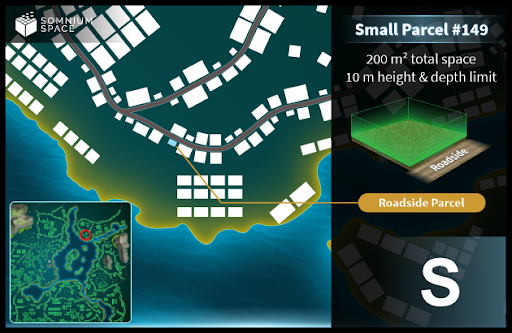 SOMNIUM
SPACE
Small Parcel #149
200 m² total space
10 m height & depth limit
Roadside
Roadside Parcel
S